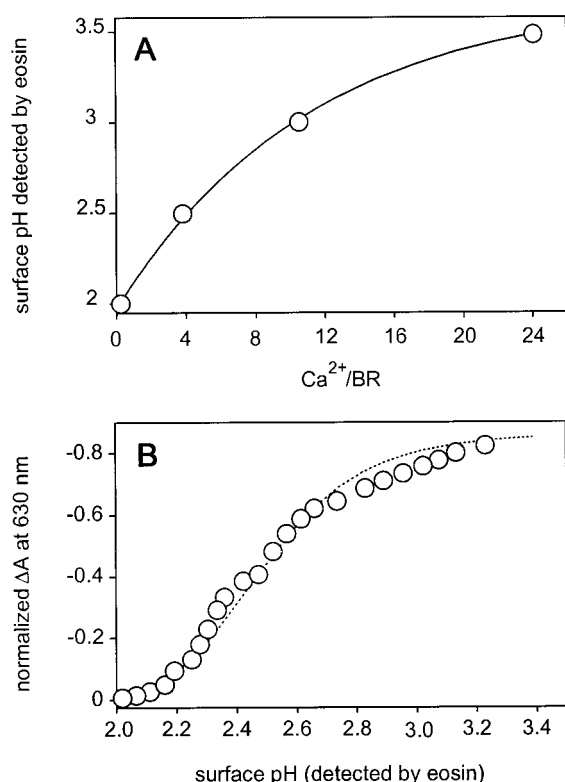 A
surface pH detected by eosin
3.5
3
2.5
2
0 4 8 12 16 20 24
Ca²⁺/BR
B
normalized ΔA at 630 nm
-0.8
-0.6
-0.4
-0.2
0
2.0 2.2 2.4 2.6 2.8 3.0 3.2 3.4
surface pH (detected by eosin)